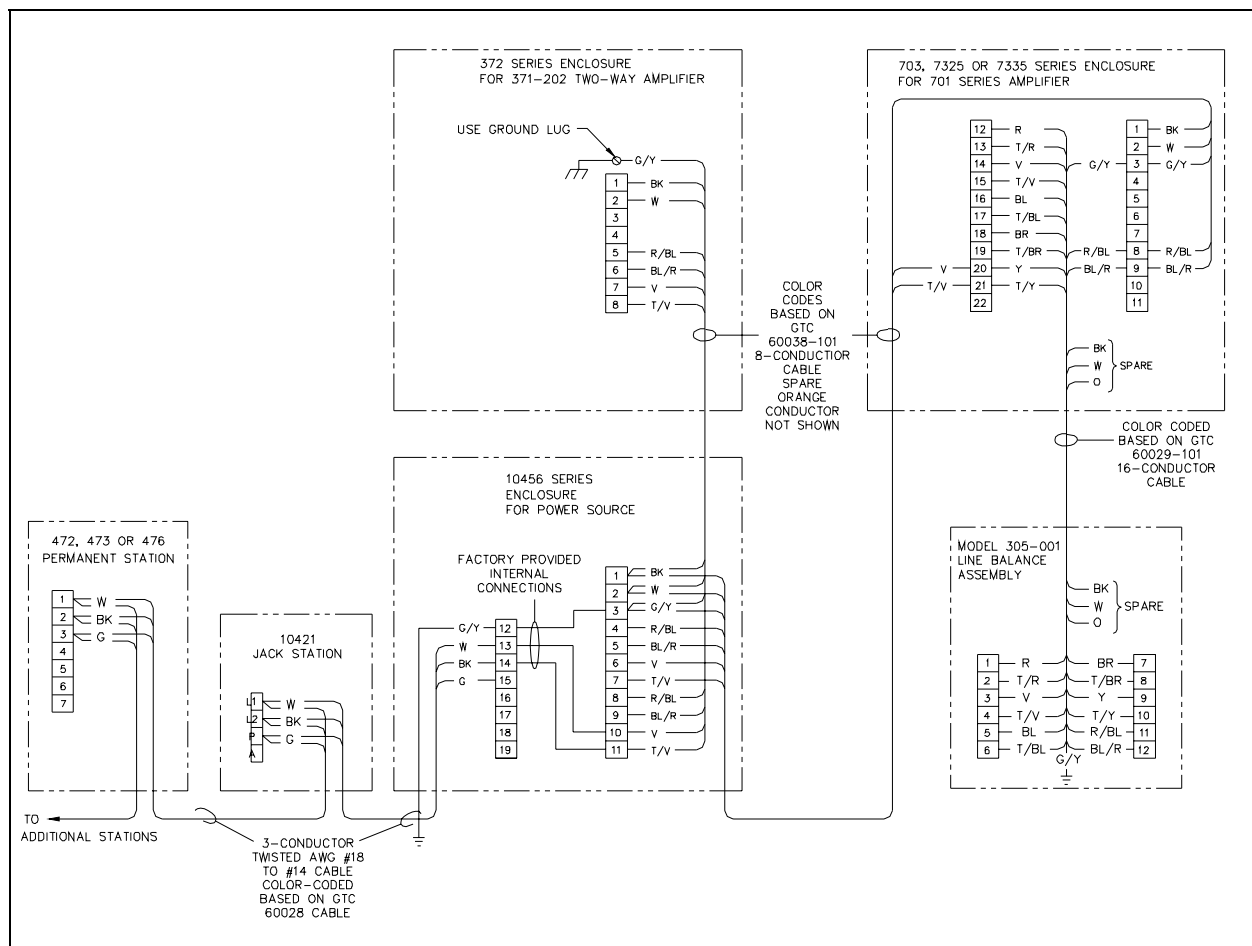 372 SERIES ENCLOSURE
FOR 371-202 TWO-WAY AMPLIFIER
USE GROUND LUG
G/Y
1 BK
2 W
3
4
5 R/BL
6 BL/R
7 V
8 T/V
703, 7325 OR 7335 SERIES ENCLOSURE
FOR 701 SERIES AMPLIFIER
12 R
13 T/R
14 V
15 T/V
16 BL
17 T/BL
18 BR
19 T/BR
V 20 Y
T/V 21 T/Y
22
1 BK
2 W
G/Y 3 G/Y
4
5
6
7
R/BL 8 R/BL
BL/R 9 BL/R
10
11
BK
W
O
SPARE
COLOR
CODES
BASED ON
GTC
60038-101
8-CONDUCTIOR
CABLE
SPARE
ORANGE
CONDUCTOR
NOT SHOWN
COLOR CODED
BASED ON GTC
60029-101
16-CONDUCTOR
CABLE
10456 SERIES
ENCLOSURE
FOR POWER SOURCE
FACTORY PROVIDED
INTERNAL
CONNECTIONS
G/Y 12
W 13
BK 14
G 15
16
17
18
19
1 BK
2 W
3 G/Y
4 R/BL
5 BL/R
6 V
7 T/V
8 R/BL
9 BL/R
10 V
11 T/V
472, 473 OR 476
PERMANENT STATION
1 W
2 BK
3 G
4
5
6
7
10421
JACK STATION
L1 W
L2 BK
P G
A
MODEL 305-001
LINE BALANCE
ASSEMBLY
BK
W
O
SPARE
1 R BR 7
2 T/R T/BR 8
3 V Y 9
4 T/V T/Y 10
5 BL R/BL 11
6 T/BL BL/R 12
G/Y
TO
ADDITIONAL STATIONS
3-CONDUCTOR
TWISTED AWG #18
TO #14 CABLE
COLOR-CODED
BASED ON GTC
60028 CABLE